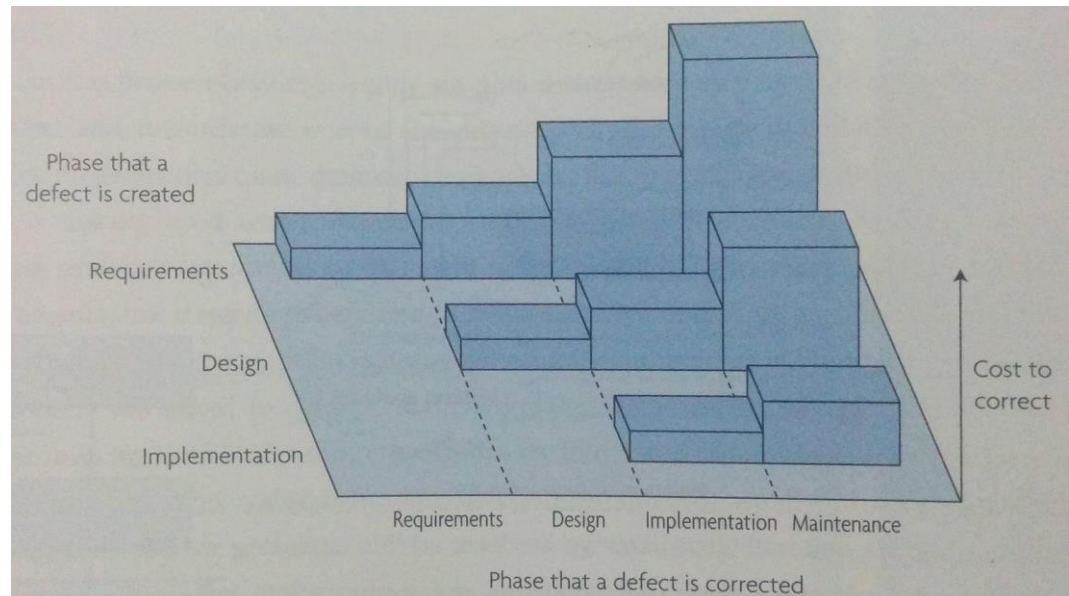 Phase that a
defect is created
Requirements
Design
Implementation
Cost to
correct
Requirements Design Implementation Maintenance
Phase that a defect is corrected